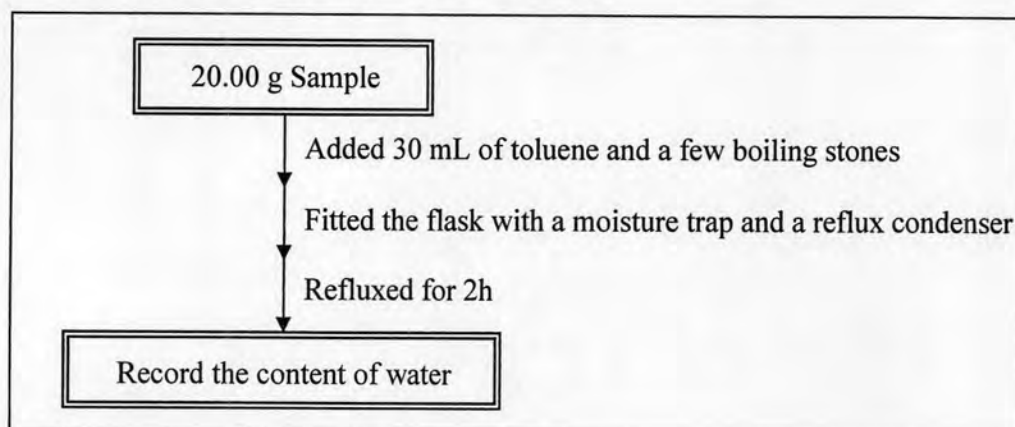 20.00 g Sample
Added 30 mL of toluene and a few boiling stones
Fitted the flask with a moisture trap and a reflux condenser
Refluxed for 2h
Record the content of water